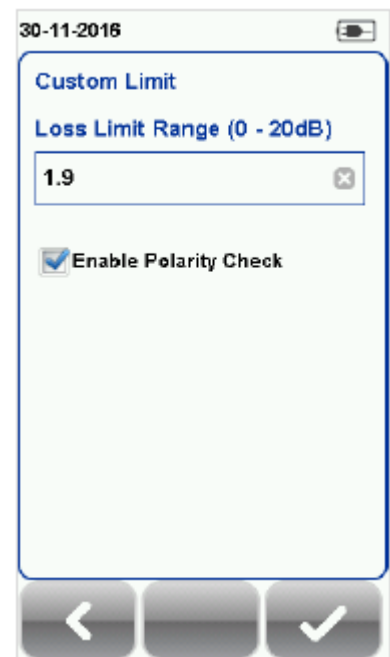 30-11-2016
Custom Limit
Loss Limit Range (0 - 20dB)
1.9
Enable Polarity Check